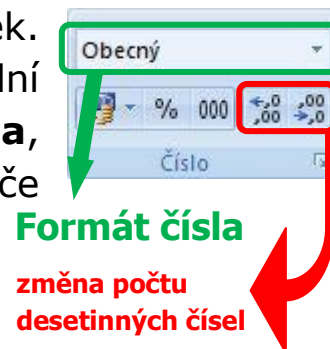 ek.
lní
a,
če
Obecný
% 000 ←,0 ,00 ,00 →,0
Číslo
Formát čísla
změna počtu
desetinných čísel